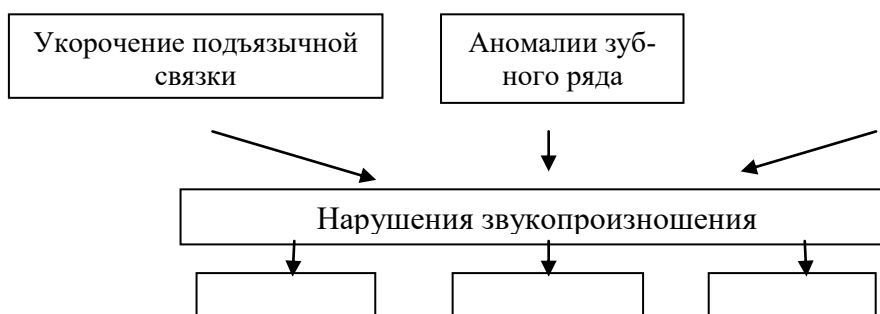 Укорочение подъязычной
связки
Аномалии зуб-
ного ряда
Нарушения звукопроизношения